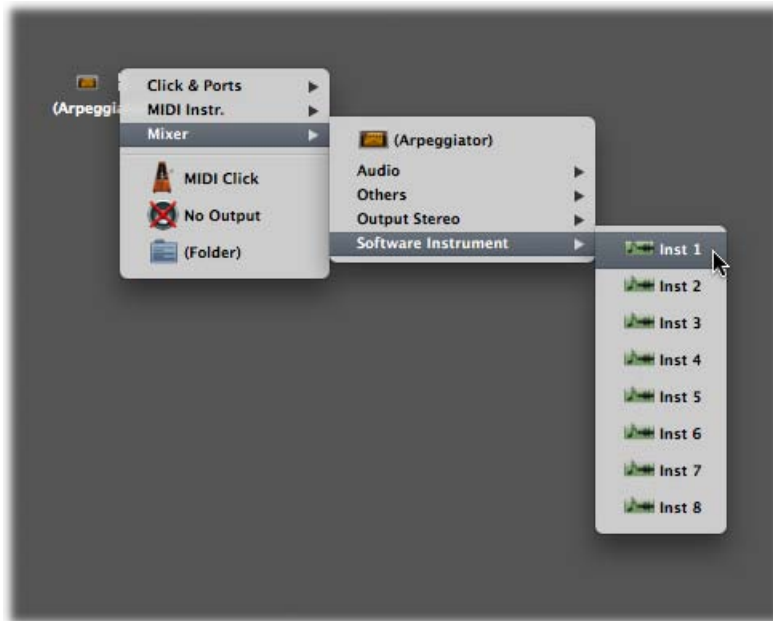 (Arpeggia
Click & Ports
MIDI Instr.
Mixer
MIDI Click
No Output
(Folder)
(Arpeggiator)
Audio
Others
Output Stereo
Software Instrument
Inst 1
Inst 2
Inst 3
Inst 4
Inst 5
Inst 6
Inst 7
Inst 8